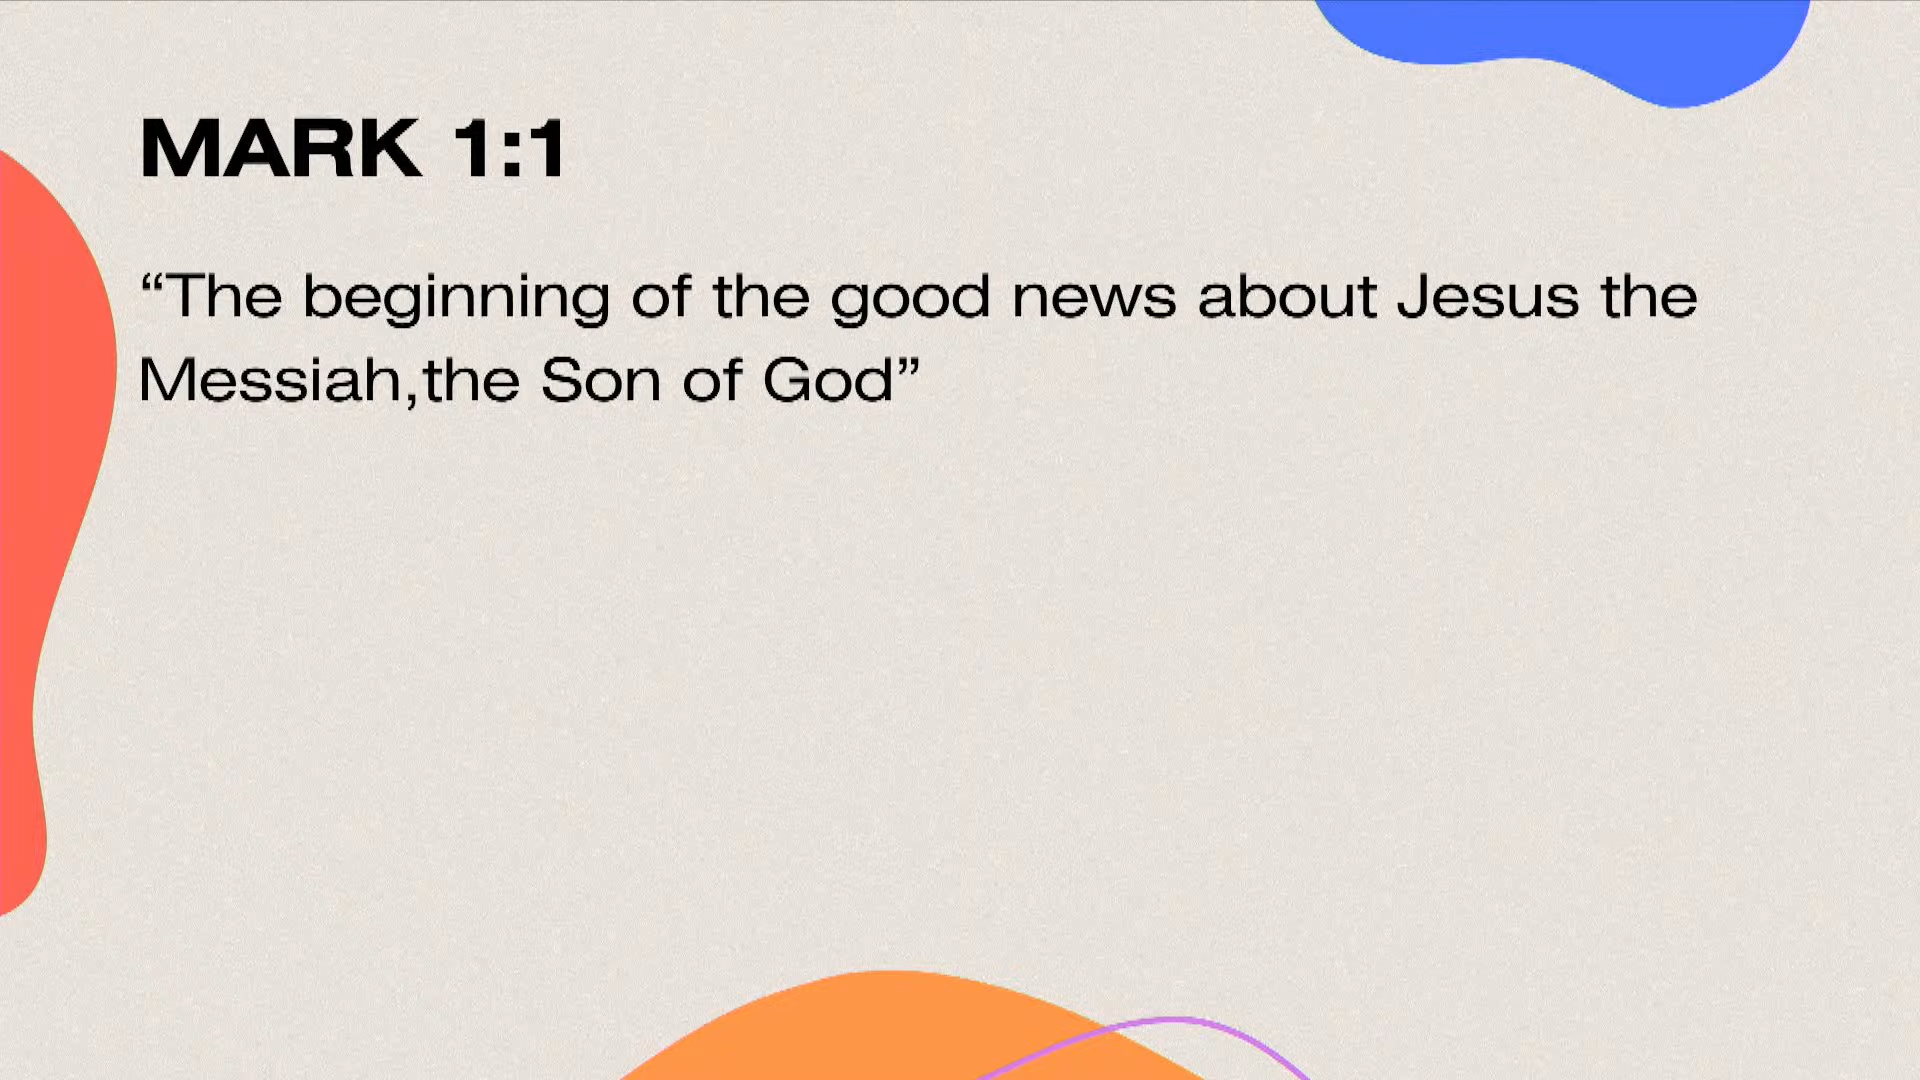 MARK 1:1
“The beginning of the good news about Jesus the
Messiah,the Son of God”